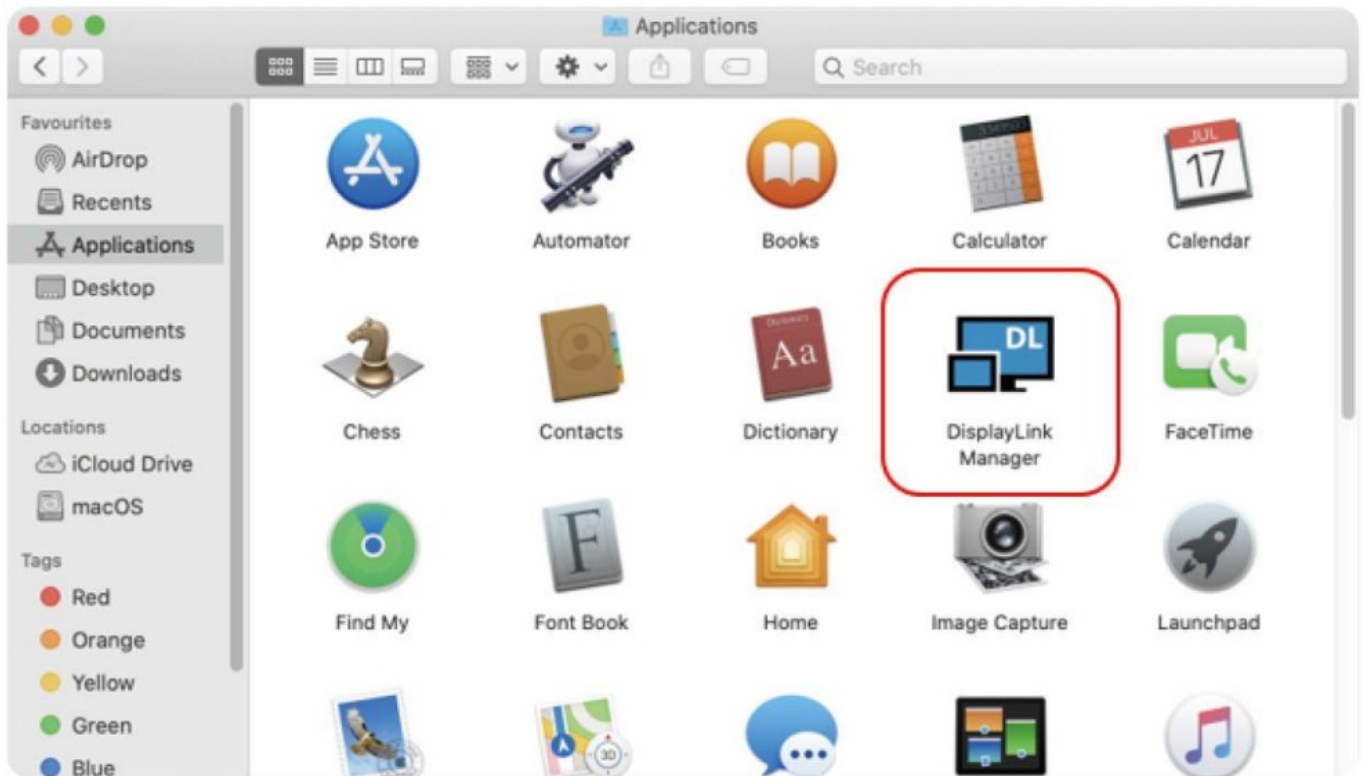 Applications
Search
Favourites
AirDrop
Recents
Applications
Desktop
Documents
Downloads
Locations
iCloud Drive
macOS
Tags
Red
Orange
Yellow
Green
Blue
App Store
Automator
Books
Calculator
JUL
17
Calendar
Chess
Contacts
Dictionary
Aa
Dictionary
DL
DisplayLink
Manager
FaceTime
Find My
F
Font Book
Home
Image Capture
Launchpad
3D